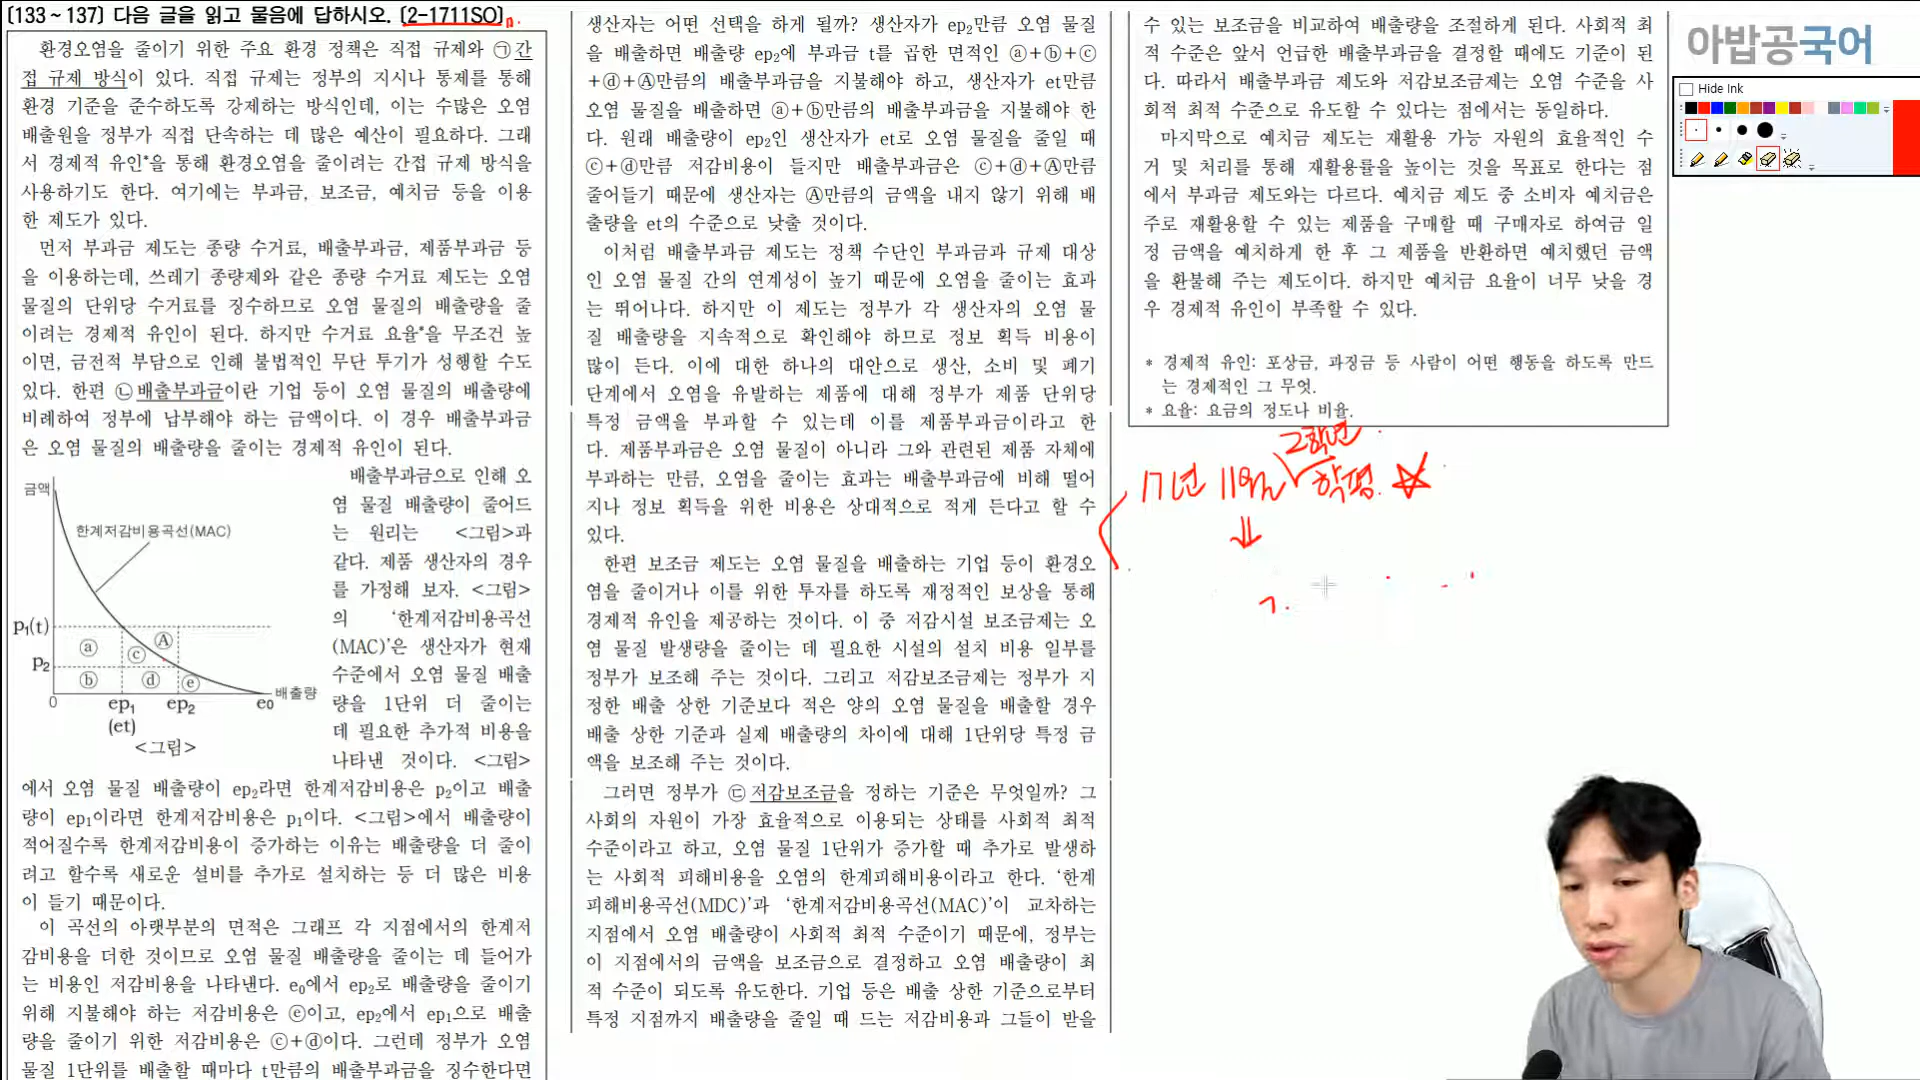 [133~137] 다음 글을 읽고 물음에 답하시오. [2-1711SO]
환경오염을 줄이기 위한 주요 환경 정책은 직접 규제와 ㉠간
접 규제 방식이 있다. 직접 규제는 정부의 지시나 통제를 통해
환경 기준을 준수하도록 강제하는 방식인데, 이는 수많은 오염
배출원을 정부가 직접 단속하는 데 많은 예산이 필요하다. 그래
서 경제적 유인*을 통해 환경오염을 줄이려는 간접 규제 방식을
사용하기도 한다. 여기에는 부과금, 보조금, 예치금 등을 이용
한 제도가 있다.
먼저 부과금 제도는 종량 수거료, 배출부과금, 제품부과금 등
을 이용하는데, 쓰레기 종량제와 같은 종량 수거료 제도는 오염
물질의 단위당 수거료를 징수하므로 오염 물질의 배출량을 줄
이려는 경제적 유인이 된다. 하지만 수거료 요율*을 무조건 높
이면, 금전적 부담으로 인해 불법적인 무단 투기가 성행할 수도
있다. 한편 ㉡배출부과금이란 기업 등이 오염 물질의 배출량에
비례하여 정부에 납부해야 하는 금액이다. 이 경우 배출부과금
은 오염 물질의 배출량을 줄이는 경제적 유인이 된다.
배출부과금으로 인해 오
염 물질 배출량이 줄어드
는 원리는 <그림>과
같다. 제품 생산자의 경우
를 가정해 보자. <그림>
의 ‘한계저감비용곡선
(MAC)’은 생산자가 현재
수준에서 오염 물질 배출
량을 1단위 더 줄이는
데 필요한 추가적 비용을
나타낸 것이다. <그림>
금액
한계저감비용곡선(MAC)
p₁(t)
ⓐ ⓒ Ⓐ
p₂
ⓑ ⓓ ⓔ
배출량
0 ep₁ ep₂ e₀
(et)
<그림>
에서 오염 물질 배출량이 ep₂라면 한계저감비용은 p₂이고 배출
량이 ep₁이라면 한계저감비용은 p₁이다. <그림>에서 배출량이
적어질수록 한계저감비용이 증가하는 이유는 배출량을 더 줄이
려고 할수록 새로운 설비를 추가로 설치하는 등 더 많은 비용
이 들기 때문이다.
이 곡선의 아랫부분의 면적은 그래프 각 지점에서의 한계저
감비용을 더한 것이므로 오염 물질 배출량을 줄이는 데 들어가
는 비용인 저감비용을 나타낸다. e₀에서 ep₂로 배출량을 줄이기
위해 지불해야 하는 저감비용은 ⓔ이고, ep₂에서 ep₁으로 배출
량을 줄이기 위한 저감비용은 ⓒ+ⓓ이다. 그런데 정부가 오염
물질 1단위를 배출할 때마다 t만큼의 배출부과금을 징수한다면
생산자는 어떤 선택을 하게 될까? 생산자가 ep₂만큼 오염 물질
을 배출하면 배출량 ep₂에 부과금 t를 곱한 면적인 ⓐ+ⓑ+ⓒ
+ⓓ+Ⓐ만큼의 배출부과금을 지불해야 하고, 생산자가 et만큼
오염 물질을 배출하면 ⓐ+ⓑ만큼의 배출부과금을 지불해야 한
다. 원래 배출량이 ep₂인 생산자가 et로 오염 물질을 줄일 때
ⓒ+ⓓ만큼 저감비용이 들지만 배출부과금은 ⓒ+ⓓ+Ⓐ만큼
줄어들기 때문에 생산자는 Ⓐ만큼의 금액을 내지 않기 위해 배
출량을 et의 수준으로 낮출 것이다.
이처럼 배출부과금 제도는 정책 수단인 부과금과 규제 대상
인 오염 물질 간의 연계성이 높기 때문에 오염을 줄이는 효과
는 뛰어나다. 하지만 이 제도는 정부가 각 생산자의 오염 물
질 배출량을 지속적으로 확인해야 하므로 정보 획득 비용이
많이 든다. 이에 대한 하나의 대안으로 생산, 소비 및 폐기
단계에서 오염을 유발하는 제품에 대해 정부가 제품 단위당
특정 금액을 부과할 수 있는데 이를 제품부과금이라고 한
다. 제품부과금은 오염 물질이 아니라 그와 관련된 제품 자체에
부과하는 만큼, 오염을 줄이는 효과는 배출부과금에 비해 떨어
지나 정보 획득을 위한 비용은 상대적으로 적게 든다고 할 수
있다.
한편 보조금 제도는 오염 물질을 배출하는 기업 등이 환경오
염을 줄이거나 이를 위한 투자를 하도록 재정적인 보상을 통해
경제적 유인을 제공하는 것이다. 이 중 저감시설 보조금제는 오
염 물질 발생량을 줄이는 데 필요한 시설의 설치 비용 일부를
정부가 보조해 주는 것이다. 그리고 저감보조금제는 정부가 지
정한 배출 상한 기준보다 적은 양의 오염 물질을 배출할 경우
배출 상한 기준과 실제 배출량의 차이에 대해 1단위당 특정 금
액을 보조해 주는 것이다.
그러면 정부가 ㉢저감보조금을 정하는 기준은 무엇일까? 그
사회의 자원이 가장 효율적으로 이용되는 상태를 사회적 최적
수준이라고 하고, 오염 물질 1단위가 증가할 때 추가로 발생하
는 사회적 피해비용을 오염의 한계피해비용이라고 한다. ‘한계
피해비용곡선(MDC)’과 ‘한계저감비용곡선(MAC)’이 교차하는
지점에서 오염 배출량이 사회적 최적 수준이기 때문에, 정부는
이 지점에서의 금액을 보조금으로 결정하고 오염 배출량이 최
적 수준이 되도록 유도한다. 기업 등은 배출 상한 기준으로부터
특정 지점까지 배출량을 줄일 때 드는 저감비용과 그들이 받을
수 있는 보조금을 비교하여 배출량을 조절하게 된다. 사회적 최
적 수준은 앞서 언급한 배출부과금을 결정할 때에도 기준이 된
다. 따라서 배출부과금 제도와 저감보조금제는 오염 수준을 사
회적 최적 수준으로 유도할 수 있다는 점에서는 동일하다.
마지막으로 예치금 제도는 재활용 가능 자원의 효율적인 수
거 및 처리를 통해 재활용률을 높이는 것을 목표로 한다는 점
에서 부과금 제도와는 다르다. 예치금 제도 중 소비자 예치금은
주로 재활용할 수 있는 제품을 구매할 때 구매자로 하여금 일
정 금액을 예치하게 한 후 그 제품을 반환하면 예치했던 금액
을 환불해 주는 제도이다. 하지만 예치금 요율이 너무 낮을 경
우 경제적 유인이 부족할 수 있다.
* 경제적 유인: 포상금, 과징금 등 사람이 어떤 행동을 하도록 만드
는 경제적인 그 무엇.
* 요율: 요금의 정도나 비율.
2학년
17년 11월 학평
ㄱ.
아밥공국어
Hide Ink